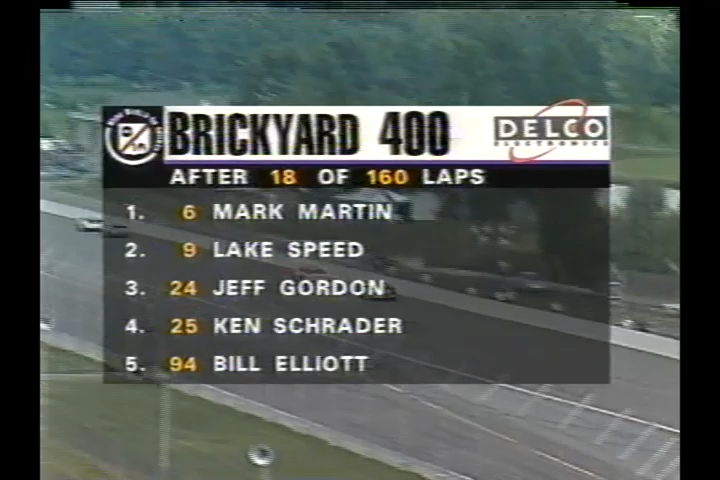 BRICKYARD 400 DELCO ELECTRONICS
AFTER 18 OF 160 LAPS
1. 6 MARK MARTIN
2. 9 LAKE SPEED
3. 24 JEFF GORDON
4. 25 KEN SCHRADER
5. 94 BILL ELLIOTT